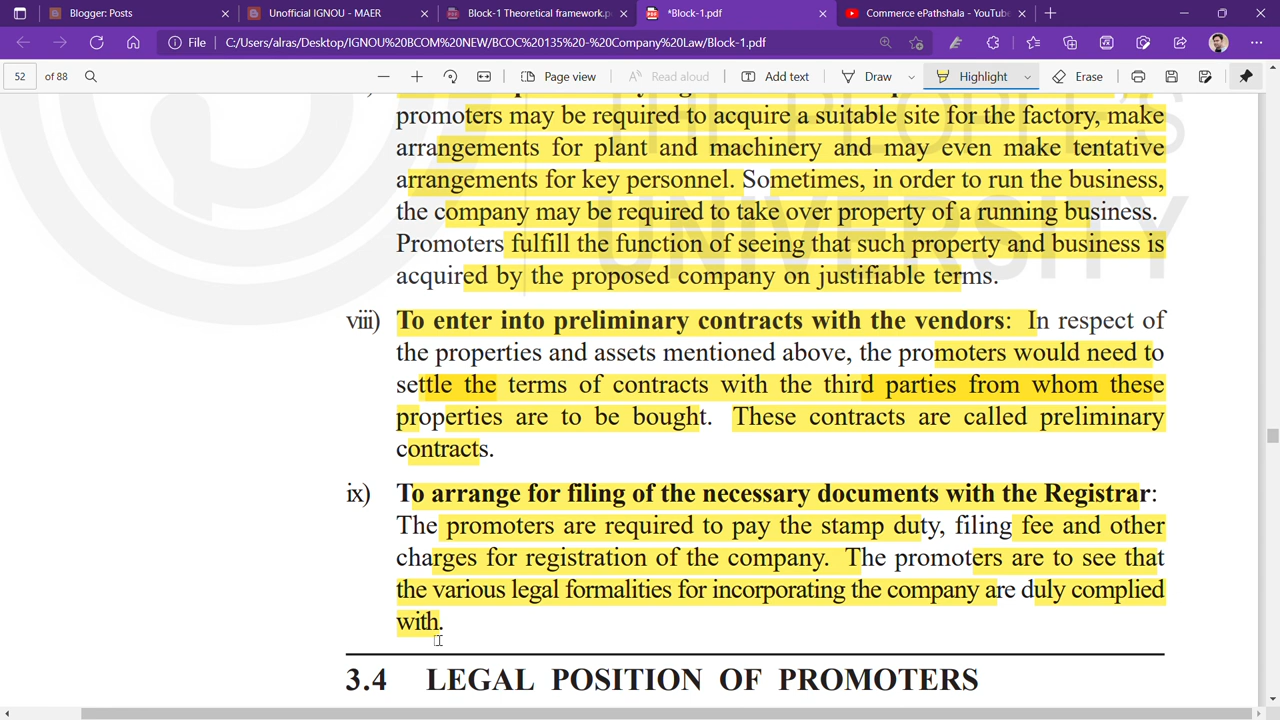 Blogger: Posts
Unofficial IGNOU - MAER
Block-1 Theoretical framework.p
*Block-1.pdf
Commerce ePathshala - YouTube
File
C:/Users/alras/Desktop/IGNOU%20BCOM%20NEW/BCOC%20135%20-%20Company%20Law/Block-1.pdf
52 of 88
Page view
Read aloud
Add text
Draw
Highlight
Erase
THE PEOPLE'S
UNIVERSITY
promoters may be required to acquire a suitable site for the factory, make
arrangements for plant and machinery and may even make tentative
arrangements for key personnel. Sometimes, in order to run the business,
the company may be required to take over property of a running business.
Promoters fulfill the function of seeing that such property and business is
acquired by the proposed company on justifiable terms.
viii) To enter into preliminary contracts with the vendors: In respect of
the properties and assets mentioned above, the promoters would need to
settle the terms of contracts with the third parties from whom these
properties are to be bought. These contracts are called preliminary
contracts.
ix) To arrange for filing of the necessary documents with the Registrar:
The promoters are required to pay the stamp duty, filing fee and other
charges for registration of the company. The promoters are to see that
the various legal formalities for incorporating the company are duly complied
with.
3.4 LEGAL POSITION OF PROMOTERS